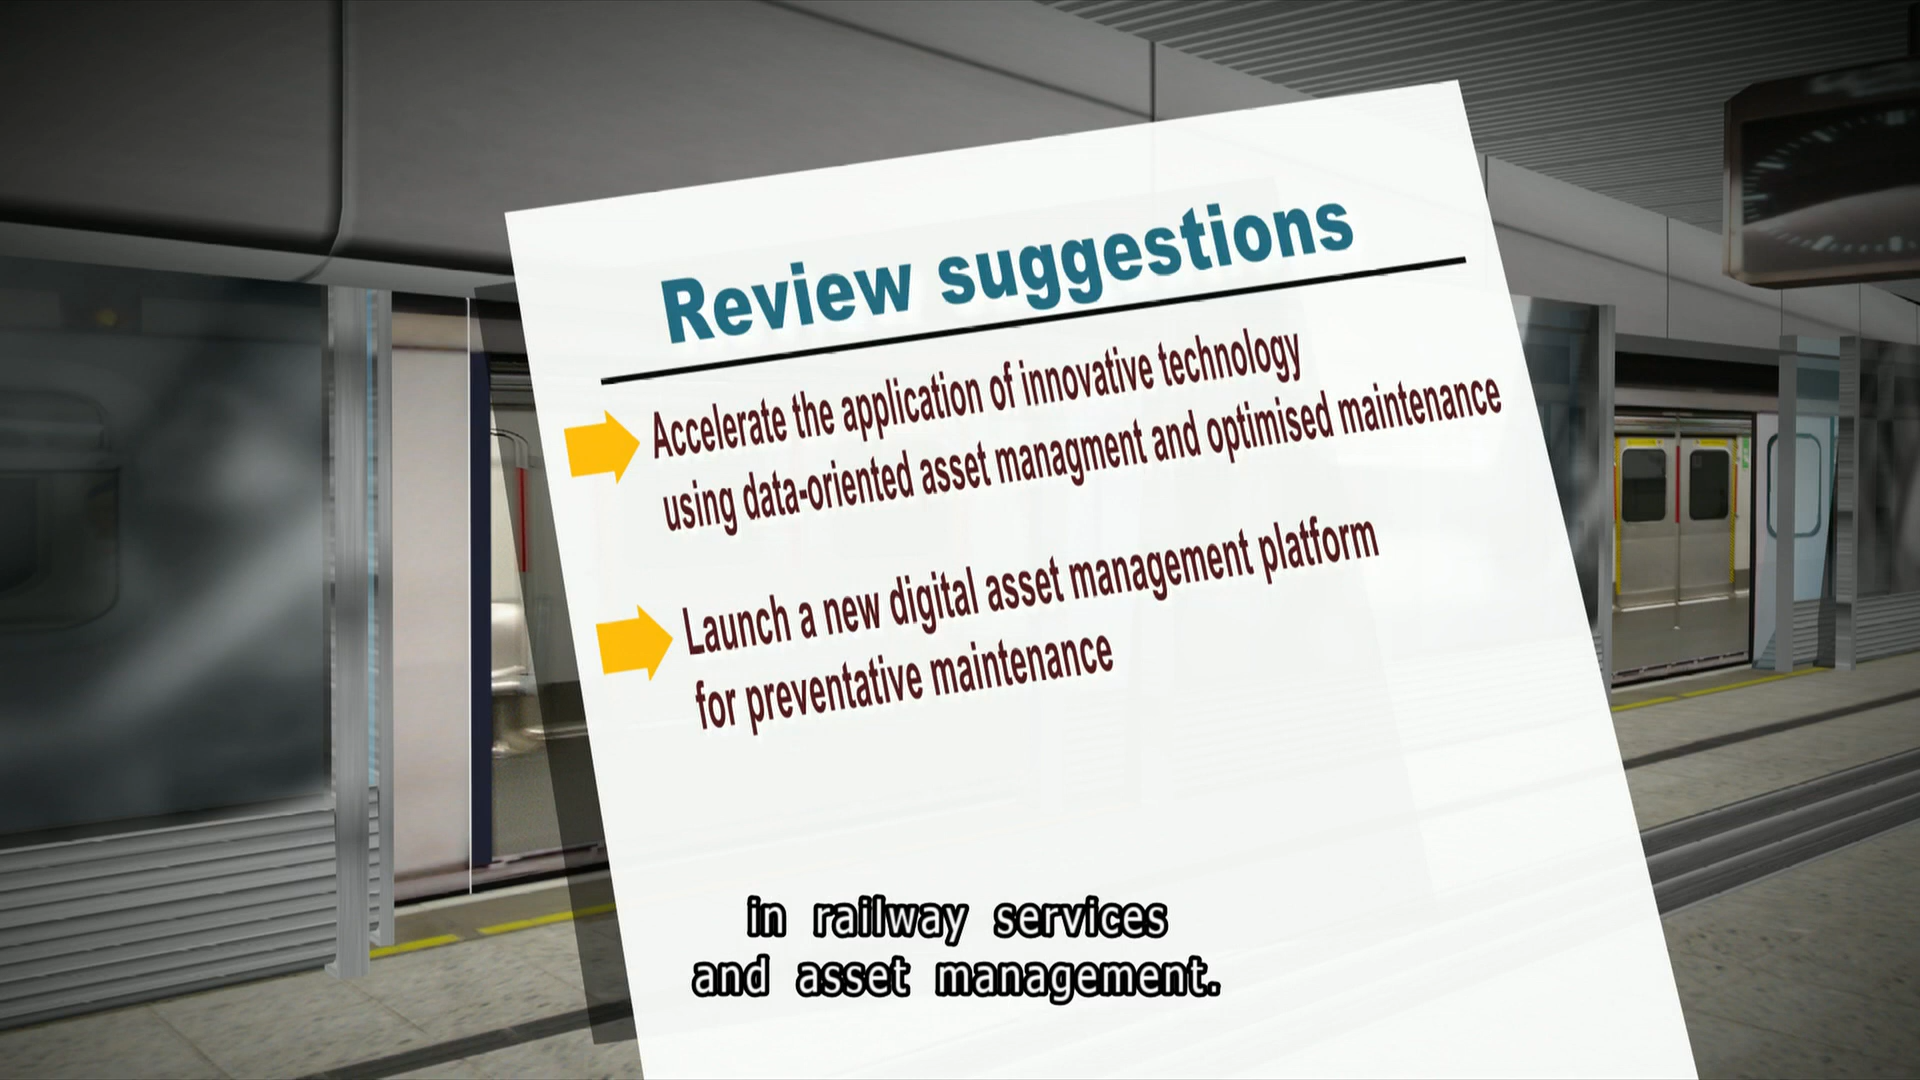 Review suggestions
Accelerate the application of innovative technology
using data-oriented asset managment and optimised maintenance
Launch a new digital asset management platform
for preventative maintenance
in railway services
and asset management.